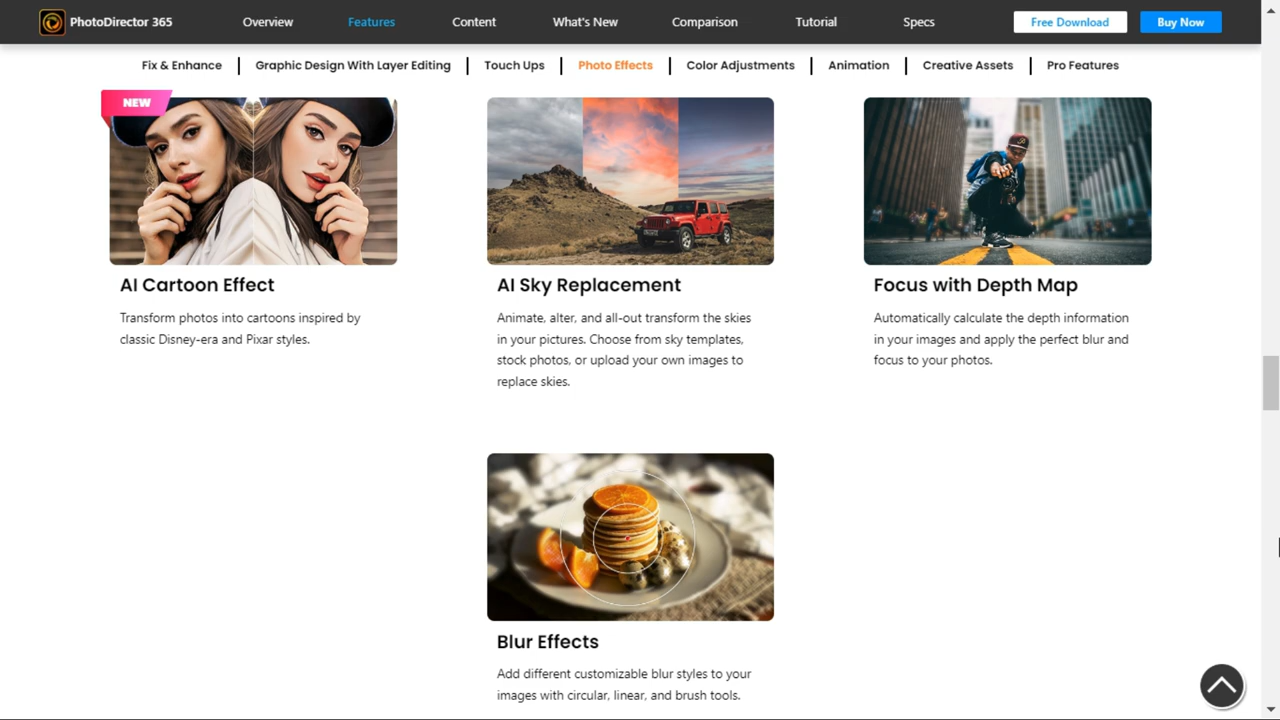 PhotoDirector 365
Overview
Features
Content
What's New
Comparison
Tutorial
Specs
Free Download
Buy Now
Fix & Enhance
Graphic Design With Layer Editing
Touch Ups
Photo Effects
Color Adjustments
Animation
Creative Assets
Pro Features
NEW
AI Cartoon Effect
Transform photos into cartoons inspired by
classic Disney-era and Pixar styles.
AI Sky Replacement
Animate, alter, and all-out transform the skies
in your pictures. Choose from sky templates,
stock photos, or upload your own images to
replace skies.
Focus with Depth Map
Automatically calculate the depth information
in your images and apply the perfect blur and
focus to your photos.
Blur Effects
Add different customizable blur styles to your
images with circular, linear, and brush tools.